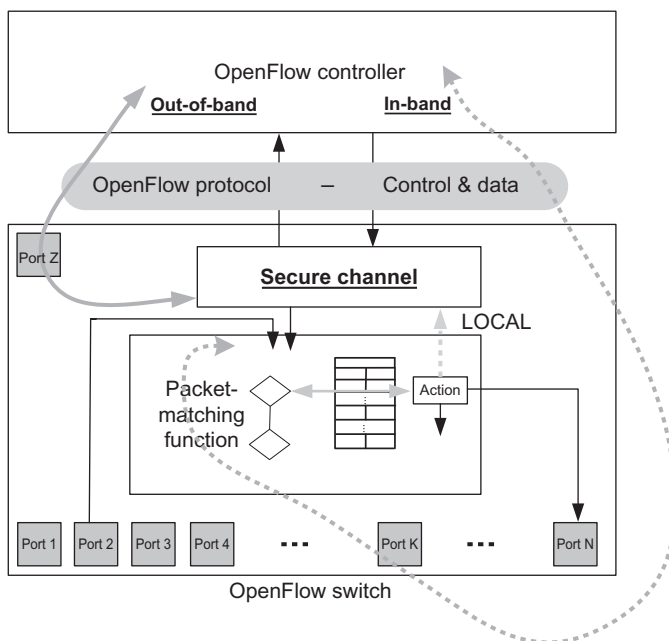 OpenFlow controller
Out-of-band In-band
OpenFlow protocol – Control & data
Port Z
Secure channel
LOCAL
Packet-
matching
function
Action
Port 1 Port 2 Port 3 Port 4 ... Port K ... Port N
OpenFlow switch